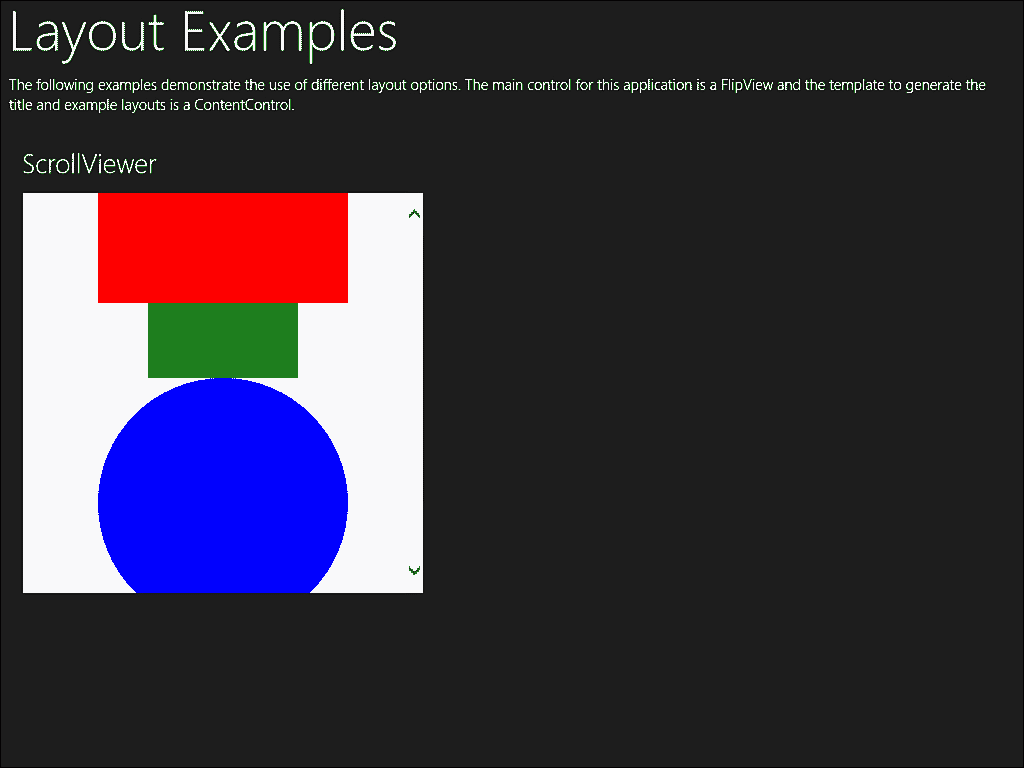 Layout Examples
The following examples demonstrate the use of different layout options. The main control for this application is a FlipView and the template to generate the
title and example layouts is a ContentControl.
ScrollViewer